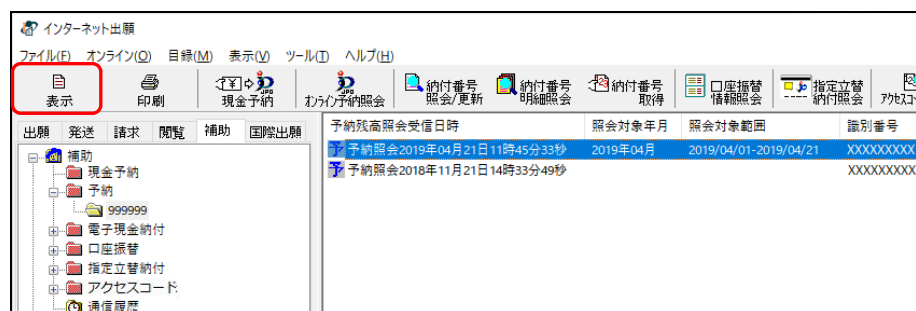 インターネット出願
ファイル(F) オンライン(O) 目録(M) 表示(V) ツール(T) ヘルプ(H)
表示 印刷 現金予納 オンライン予納照会 納付番号照会/更新 納付番号明細照会 納付番号取得 口座振替情報照会 指定立替納付照会
出願 発送 請求 閲覧 補助 国際出願
予納残高照会受信日時 照会対象年月 照会対象範囲 識別番号
予 予納照会2019年04月21日11時45分33秒 2019年04月 2019/04/01-2019/04/21 XXXXXXXXX
予 予納照会2018年11月21日14時33分49秒 XXXXXXXXX
補助
現金予納
予納
999999
電子現金納付
口座振替
指定立替納付
アクセスコード
通信履歴